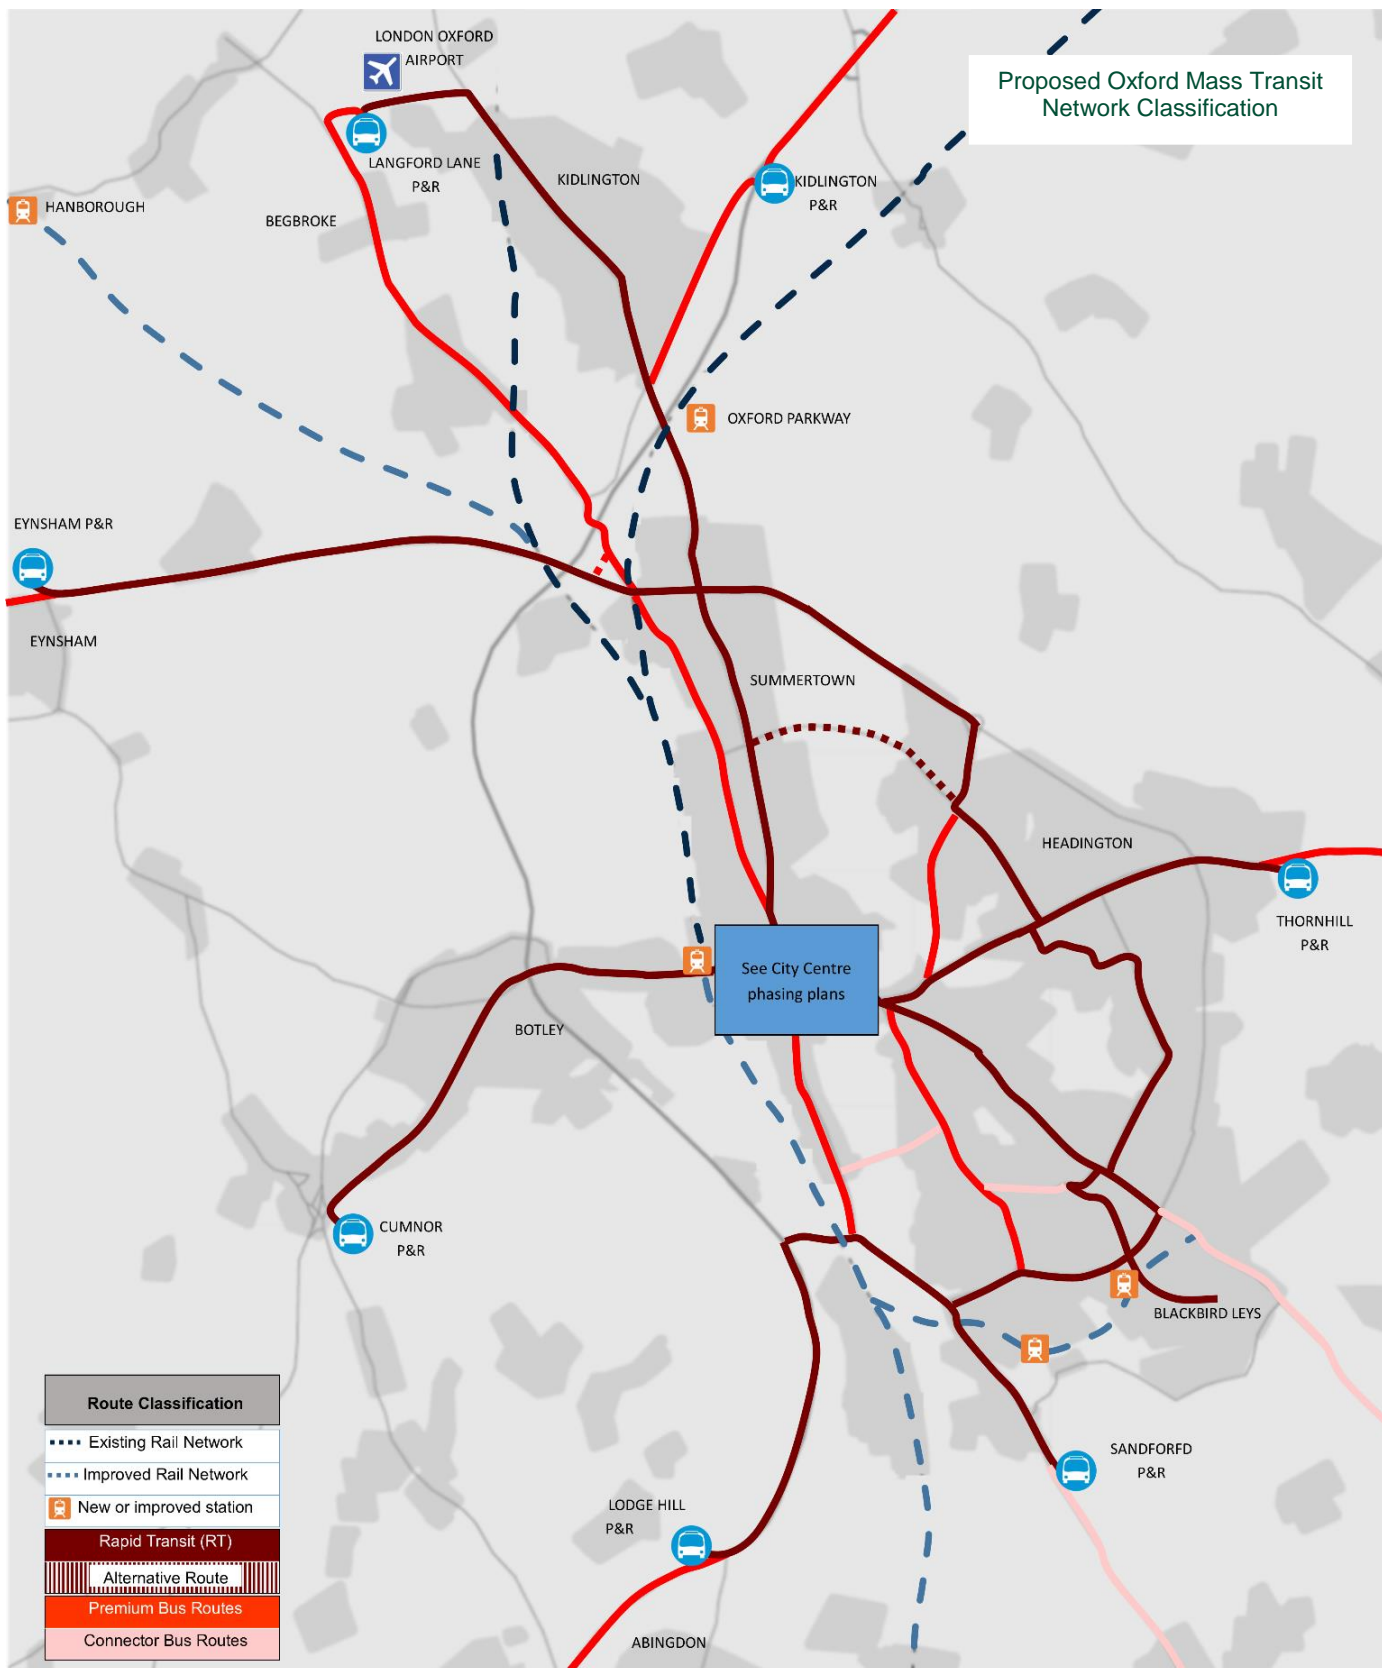 LONDON OXFORD
AIRPORT
Proposed Oxford Mass Transit
Network Classification
LANGFORD LANE
P&R
KIDLINGTON
KIDLINGTON
P&R
HANBOROUGH
BEGBROKE
OXFORD PARKWAY
EYNSHAM P&R
EYNSHAM
SUMMERTOWN
HEADINGTON
THORNHILL
P&R
See City Centre
phasing plans
BOTLEY
CUMNOR
P&R
BLACKBIRD LEYS
SANDFORFD
P&R
LODGE HILL
P&R
ABINGDON
Route Classification
Existing Rail Network
Improved Rail Network
New or improved station
Rapid Transit (RT)
Alternative Route
Premium Bus Routes
Connector Bus Routes